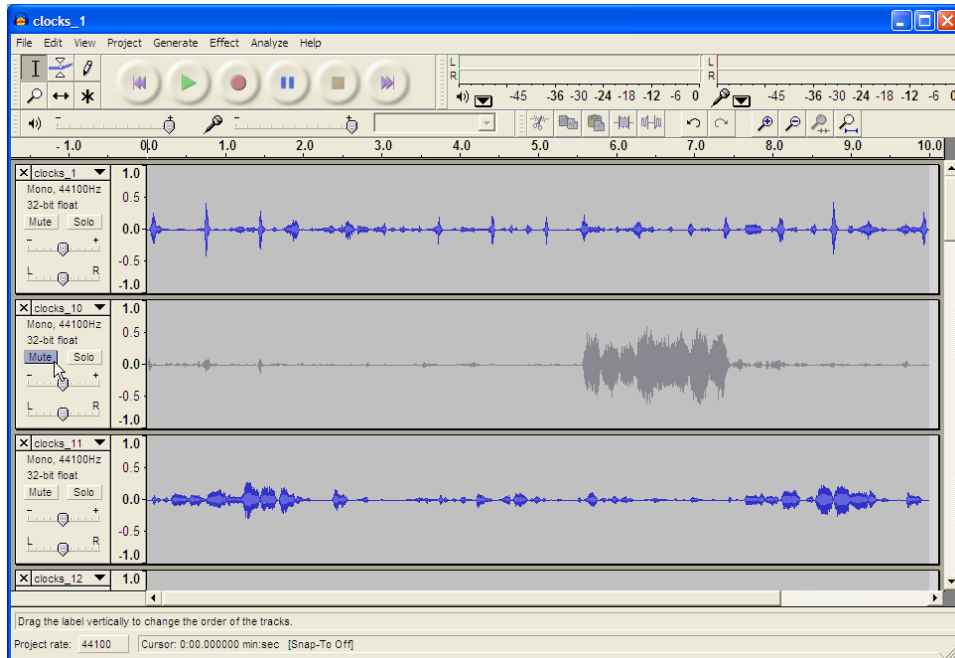 clocks_1
File Edit View Project Generate Effect Analyze Help
L
R
-45 -36 -30 -24 -18 -12 -6 0
L
R
-45 -36 -30 -24 -18 -12 -6 0
- +
- +
- 1.0 0.0 1.0 2.0 3.0 4.0 5.0 6.0 7.0 8.0 9.0 10.0
clocks_1
Mono, 44100Hz
32-bit float
Mute Solo
- +
L R
1.0
0.5
0.0
-0.5
-1.0
clocks_10
Mono, 44100Hz
32-bit float
Mute Solo
- +
L R
1.0
0.5
0.0
-0.5
-1.0
clocks_11
Mono, 44100Hz
32-bit float
Mute Solo
- +
L R
1.0
0.5
0.0
-0.5
-1.0
clocks_12
1.0
Drag the label vertically to change the order of the tracks.
Project rate: 44100 Cursor: 0:00.000000 min:sec [Snap-To Off]